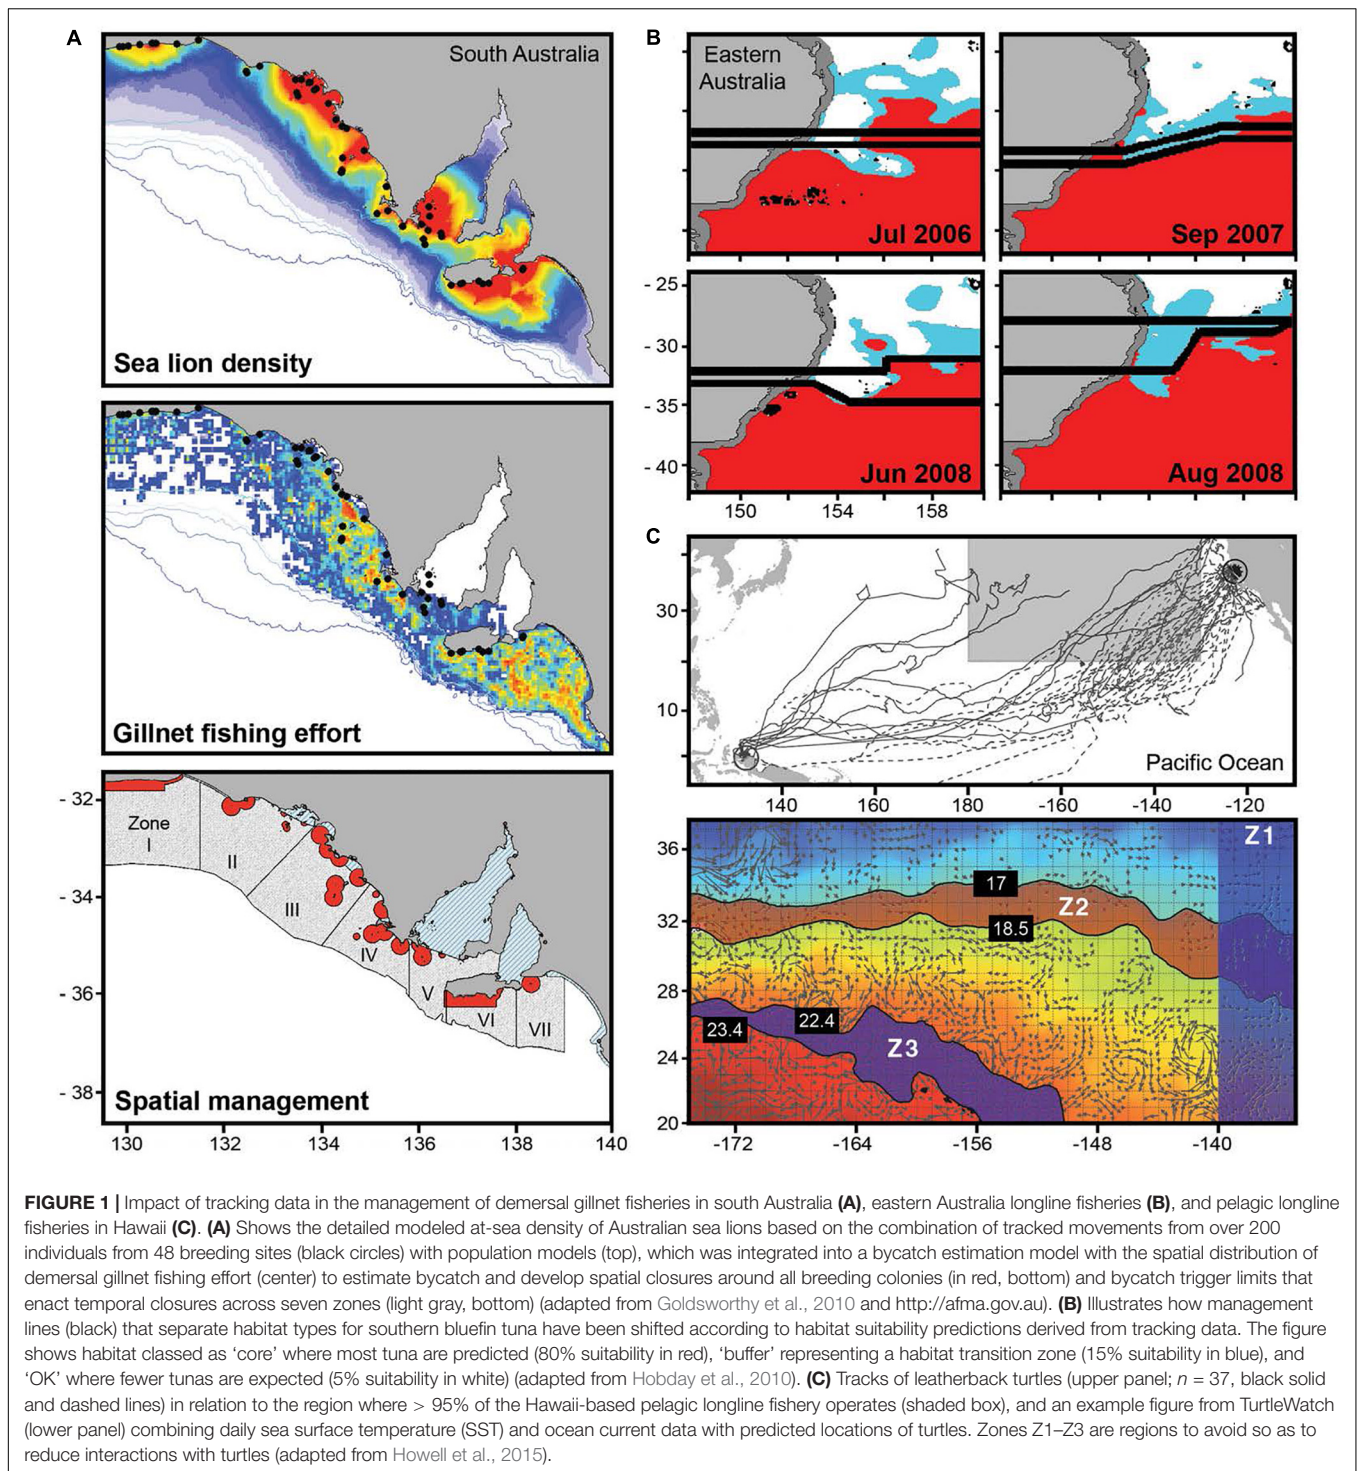 A
South Australia
Sea lion density
Gillnet fishing effort
- 32
- 34
- 36
- 38
Zone
I
II
III
IV
V
VI
VII
Spatial management
130 132 134 136 138 140
B
Eastern
Australia
Jul 2006
Sep 2007
- 25
- 30
- 35
- 40
Jun 2008
Aug 2008
150 154 158
C
30
10
Pacific Ocean
140 160 180 -160 -140 -120
36
32
28
24
20
Z1
17
Z2
18.5
22.4
23.4
Z3
-172 -164 -156 -148 -140
FIGURE 1 | Impact of tracking data in the management of demersal gillnet fisheries in south Australia (A), eastern Australia longline fisheries (B), and pelagic longline
fisheries in Hawaii (C). (A) Shows the detailed modeled at-sea density of Australian sea lions based on the combination of tracked movements from over 200
individuals from 48 breeding sites (black circles) with population models (top), which was integrated into a bycatch estimation model with the spatial distribution of
demersal gillnet fishing effort (center) to estimate bycatch and develop spatial closures around all breeding colonies (in red, bottom) and bycatch trigger limits that
enact temporal closures across seven zones (light gray, bottom) (adapted from Goldsworthy et al., 2010 and http://afma.gov.au). (B) Illustrates how management
lines (black) that separate habitat types for southern bluefin tuna have been shifted according to habitat suitability predictions derived from tracking data. The figure
shows habitat classed as ‘core’ where most tuna are predicted (80% suitability in red), ‘buffer’ representing a habitat transition zone (15% suitability in blue), and
‘OK’ where fewer tunas are expected (5% suitability in white) (adapted from Hobday et al., 2010). (C) Tracks of leatherback turtles (upper panel; n = 37, black solid
and dashed lines) in relation to the region where > 95% of the Hawaii-based pelagic longline fishery operates (shaded box), and an example figure from TurtleWatch
(lower panel) combining daily sea surface temperature (SST) and ocean current data with predicted locations of turtles. Zones Z1–Z3 are regions to avoid so as to
reduce interactions with turtles (adapted from Howell et al., 2015).